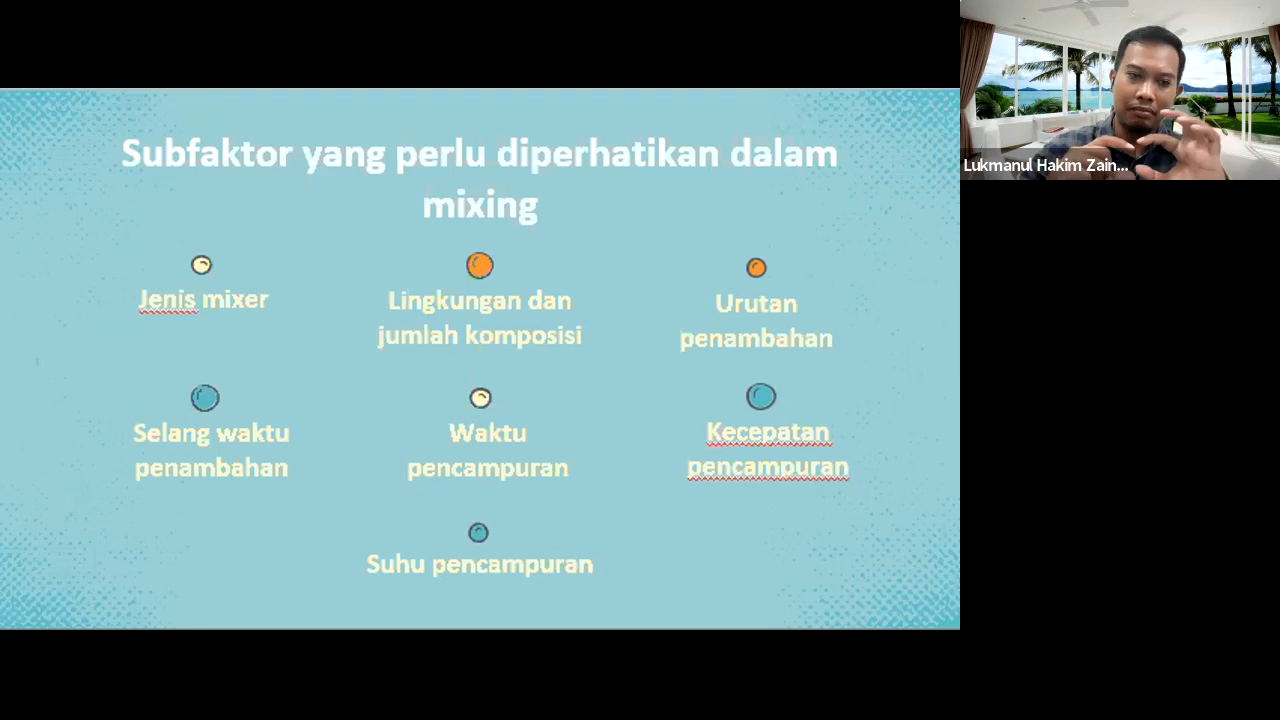 Subfaktor yang perlu diperhatikan dalam
mixing
Jenis mixer
Lingkungan dan
jumlah komposisi
Urutan
penambahan
Selang waktu
penambahan
Waktu
pencampuran
Kecepatan
pencampuran
Suhu pencampuran
Lukmanul Hakim Zain...